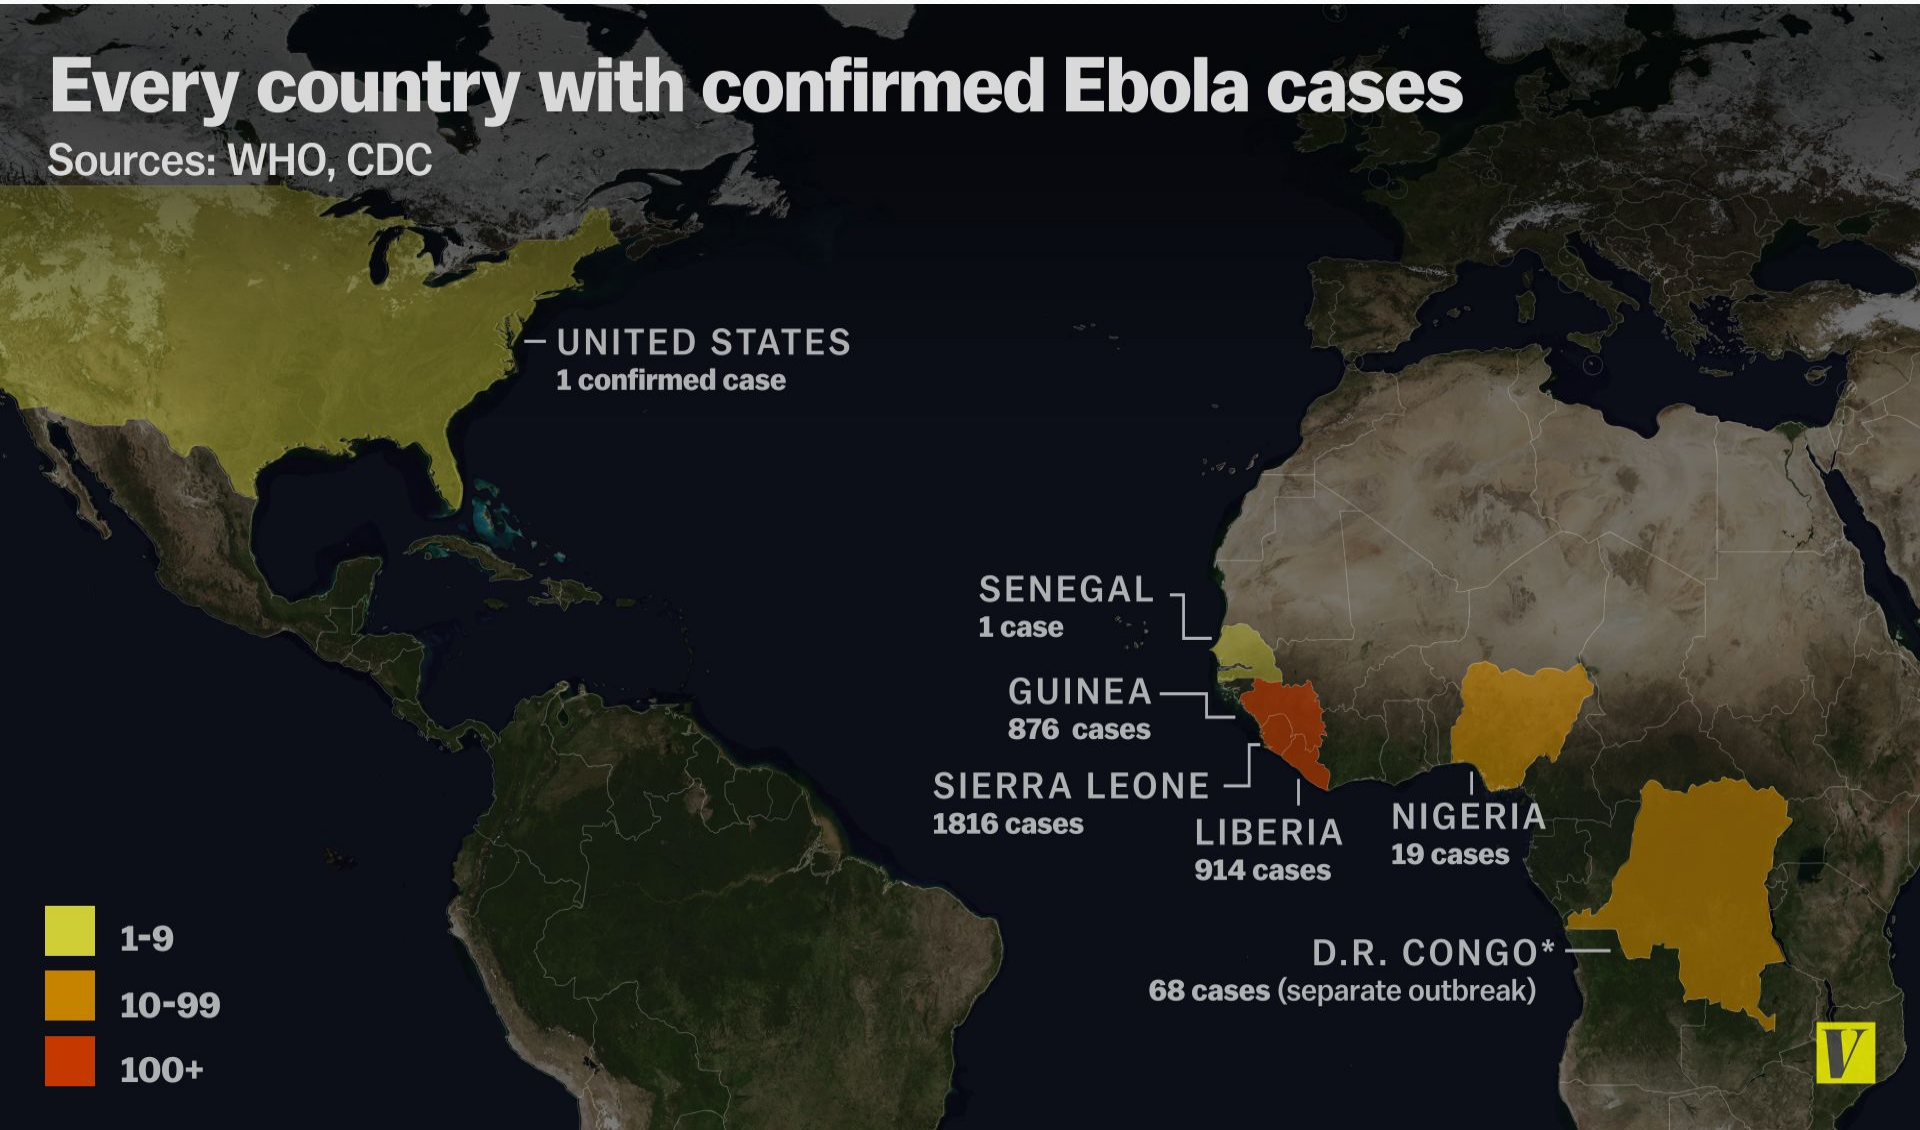 Every country with confirmed Ebola cases
Sources: WHO, CDC
UNITED STATES
1 confirmed case
SENEGAL
1 case
GUINEA
876 cases
SIERRA LEONE
1816 cases
LIBERIA
914 cases
NIGERIA
19 cases
D.R. CONGO*
68 cases (separate outbreak)
1-9
10-99
100+
V